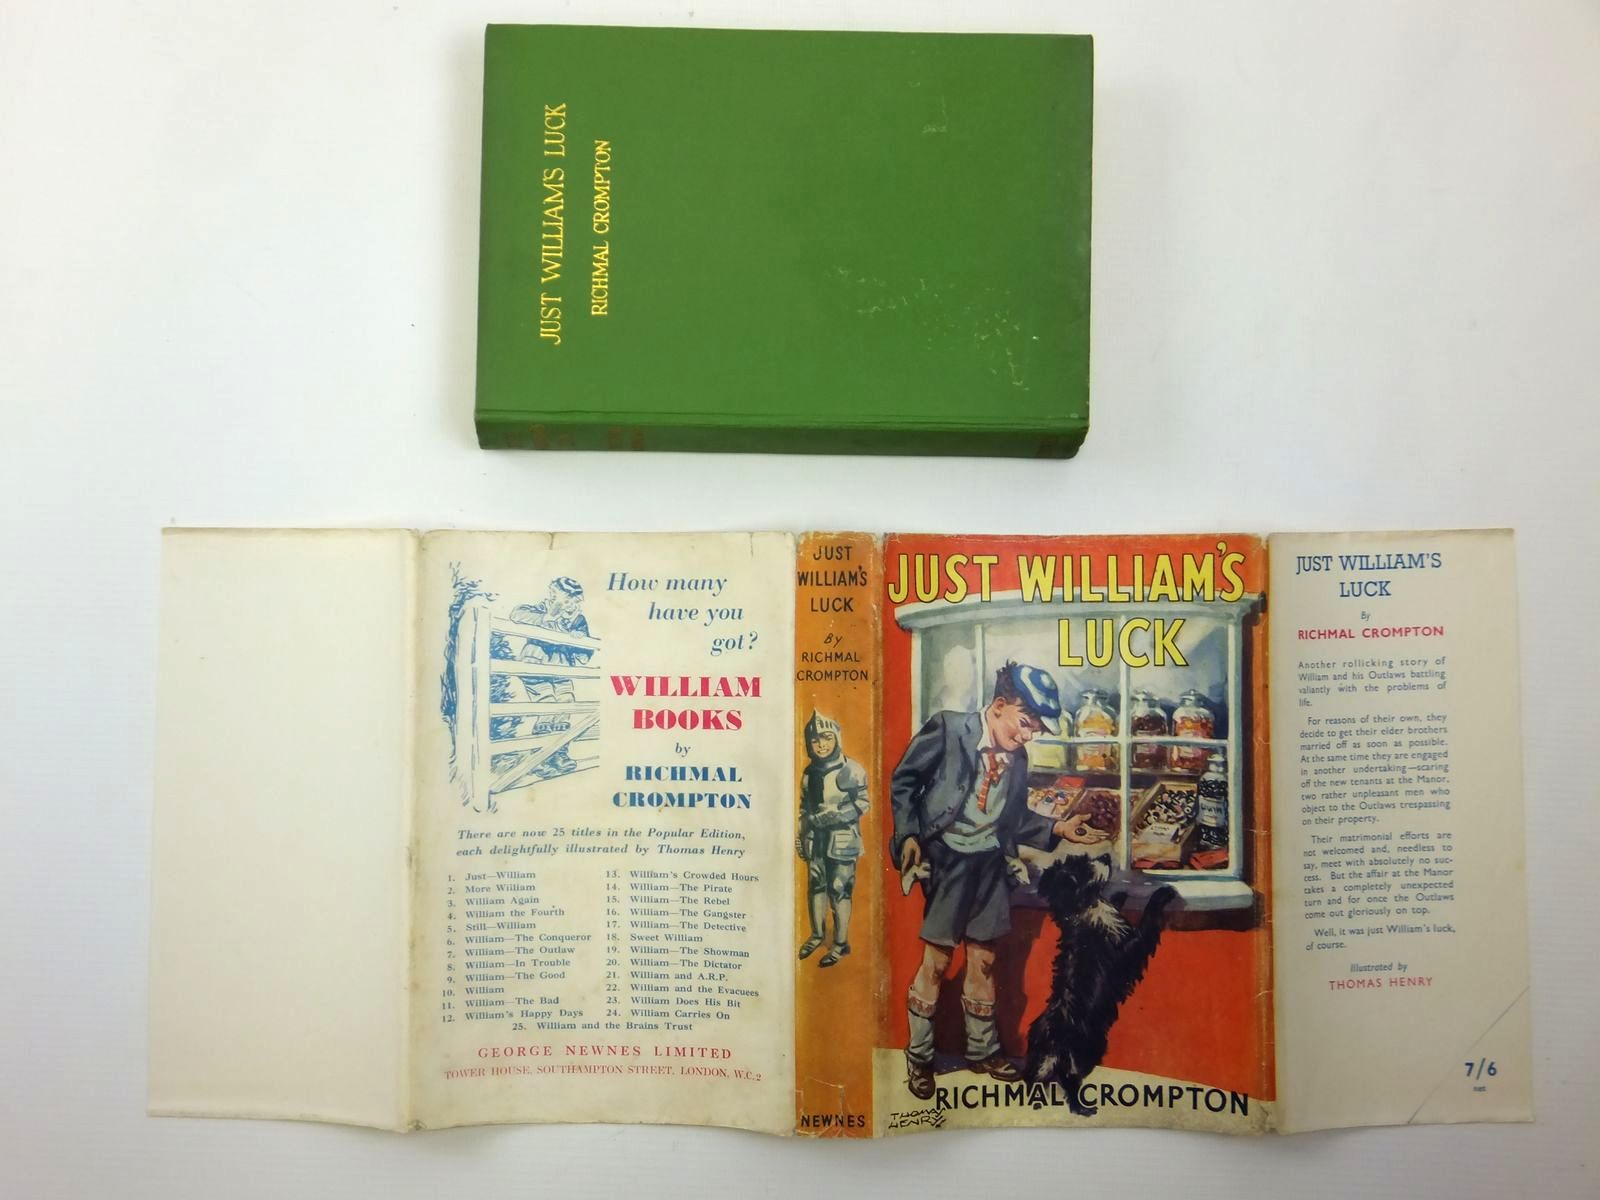 JUST WILLIAM'S LUCK
RICHMAL CROMPTON
How many
have you
got?
WILLIAM
BOOKS
by
RICHMAL
CROMPTON
There are now 25 titles in the Popular Edition,
each delightfully illustrated by Thomas Henry
1. Just—William
2. More William
3. William Again
4. William the Fourth
5. Still—William
6. William—The Conqueror
7. William—The Outlaw
8. William—In Trouble
9. William—The Good
10. William
11. William—The Bad
12. William's Happy Days
13. William's Crowded Hours
14. William—The Pirate
15. William—The Rebel
16. William—The Gangster
17. William—The Detective
18. Sweet William
19. William—The Showman
20. William—The Dictator
21. William and A.R.P.
22. William and the Evacuees
23. William Does His Bit
24. William Carries On
25. William and the Brains Trust
GEORGE NEWNES LIMITED
TOWER HOUSE, SOUTHAMPTON STREET, LONDON, W.C.2
JUST
WILLIAM'S
LUCK
By
RICHMAL
CROMPTON
NEWNES
JUST WILLIAM'S
LUCK
THOMAS
HENRY
RICHMAL CROMPTON
JUST WILLIAM'S
LUCK
By
RICHMAL CROMPTON
Another rollicking story of
William and his Outlaws battling
valiantly with the problems of
life.
For reasons of their own, they
decide to get their elder brothers
married off as soon as possible.
At the same time they are engaged
in another undertaking—scaring
off the new tenants at the Manor,
two rather unpleasant men who
object to the Outlaws trespassing
on their property.
Their matrimonial efforts are
not welcomed and, needless to
say, meet with absolutely no suc-
cess. But the affair at the Manor
takes a completely unexpected
turn and for once the Outlaws
come out gloriously on top.
Well, it was just William's luck,
of course.
Illustrated by
THOMAS HENRY
7/6
net